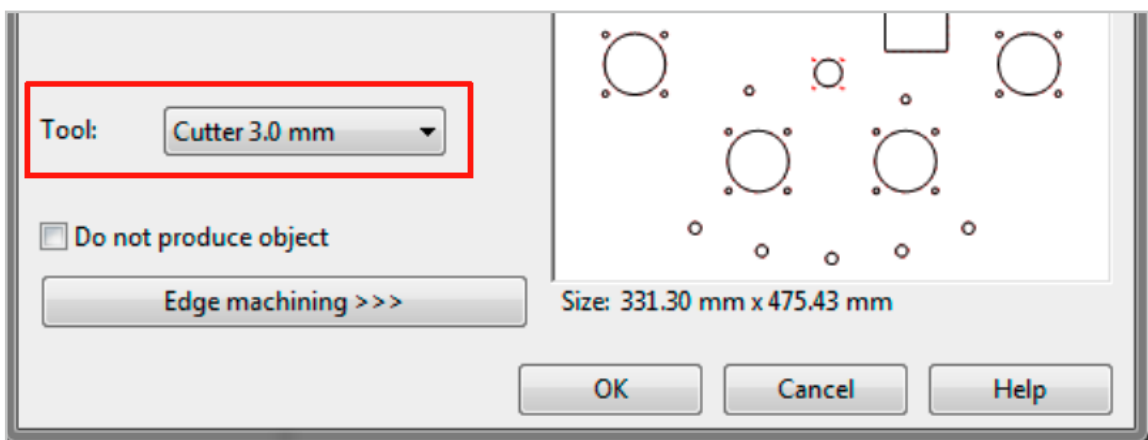 Tool:
Cutter 3.0 mm
Do not produce object
Edge machining >>>
Size: 331.30 mm x 475.43 mm
OK
Cancel
Help